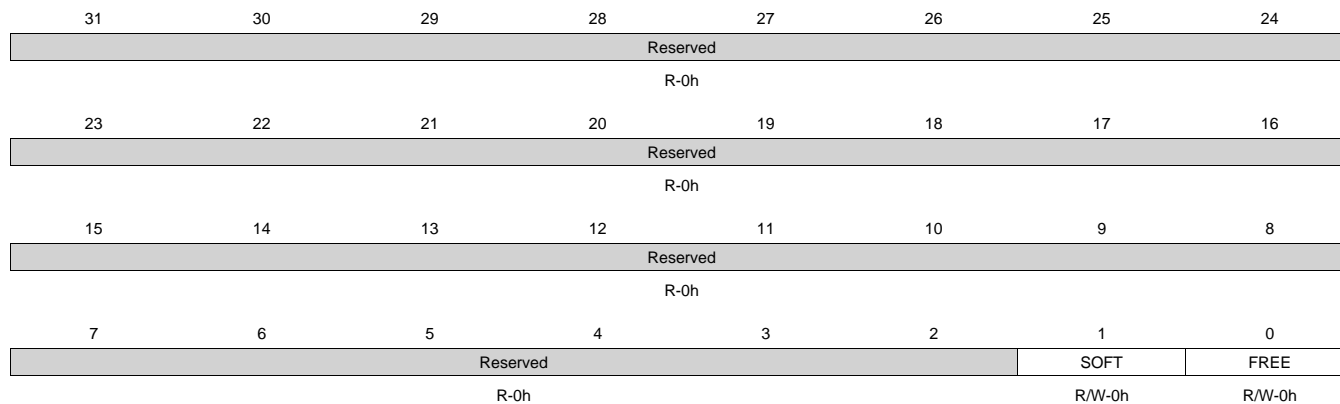 31 30 29 28 27 26 25 24
Reserved
R-0h
23 22 21 20 19 18 17 16
Reserved
R-0h
15 14 13 12 11 10 9 8
Reserved
R-0h
7 6 5 4 3 2 1 0
Reserved SOFT FREE
R-0h R/W-0h R/W-0h